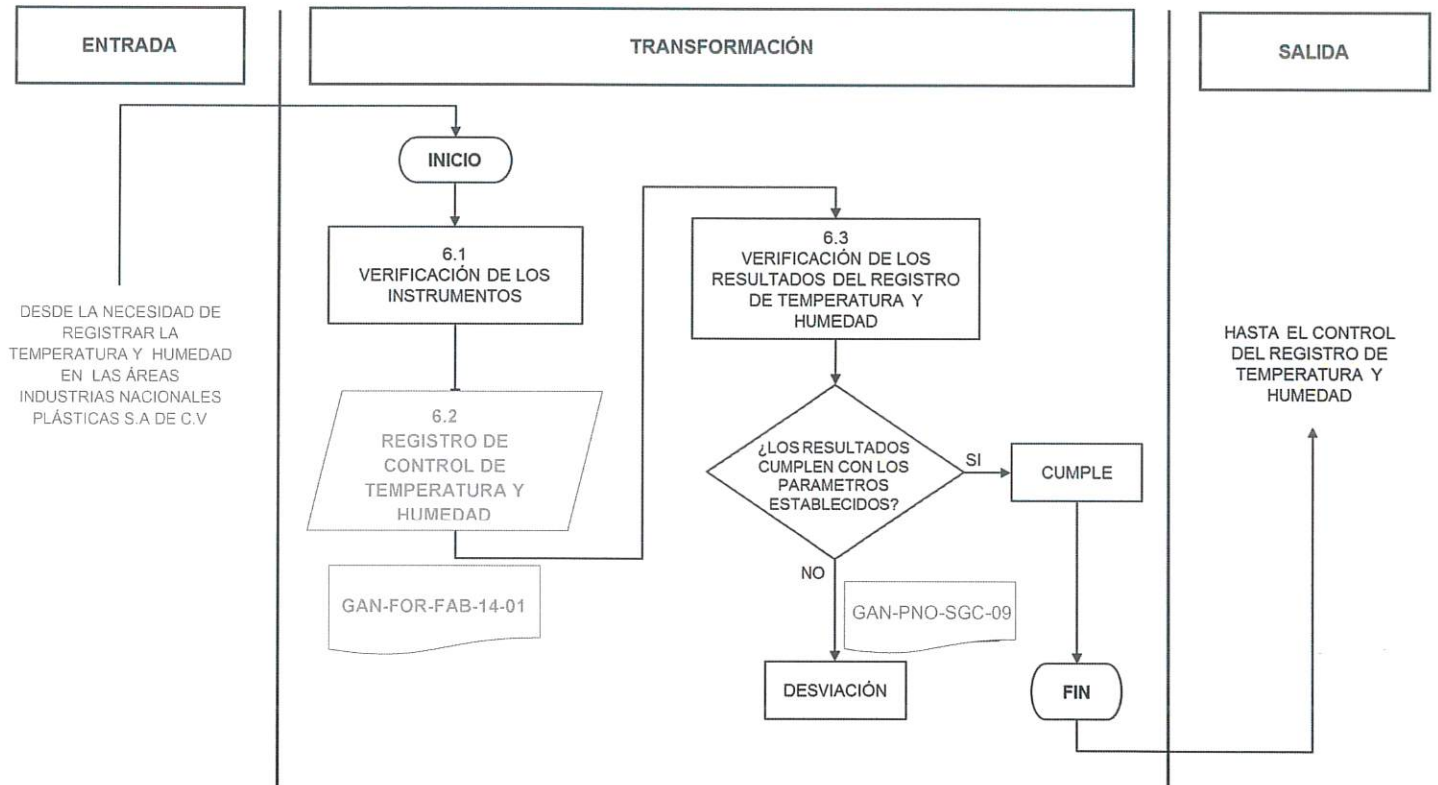 ENTRADA
TRANSFORMACIÓN
SALIDA
DESDE LA NECESIDAD DE
REGISTRAR LA
TEMPERATURA Y HUMEDAD
EN LAS ÁREAS
INDUSTRIAS NACIONALES
PLÁSTICAS S.A DE C.V
INICIO
6.1
VERIFICACIÓN DE LOS
INSTRUMENTOS
6.2
REGISTRO DE
CONTROL DE
TEMPERATURA Y
HUMEDAD
GAN-FOR-FAB-14-01
6.3
VERIFICACIÓN DE LOS
RESULTADOS DEL REGISTRO
DE TEMPERATURA Y
HUMEDAD
¿LOS RESULTADOS
CUMPLEN CON LOS
PARAMETROS
ESTABLECIDOS?
SI
CUMPLE
NO
GAN-PNO-SGC-09
DESVIACIÓN
FIN
HASTA EL CONTROL
DEL REGISTRO DE
TEMPERATURA Y
HUMEDAD